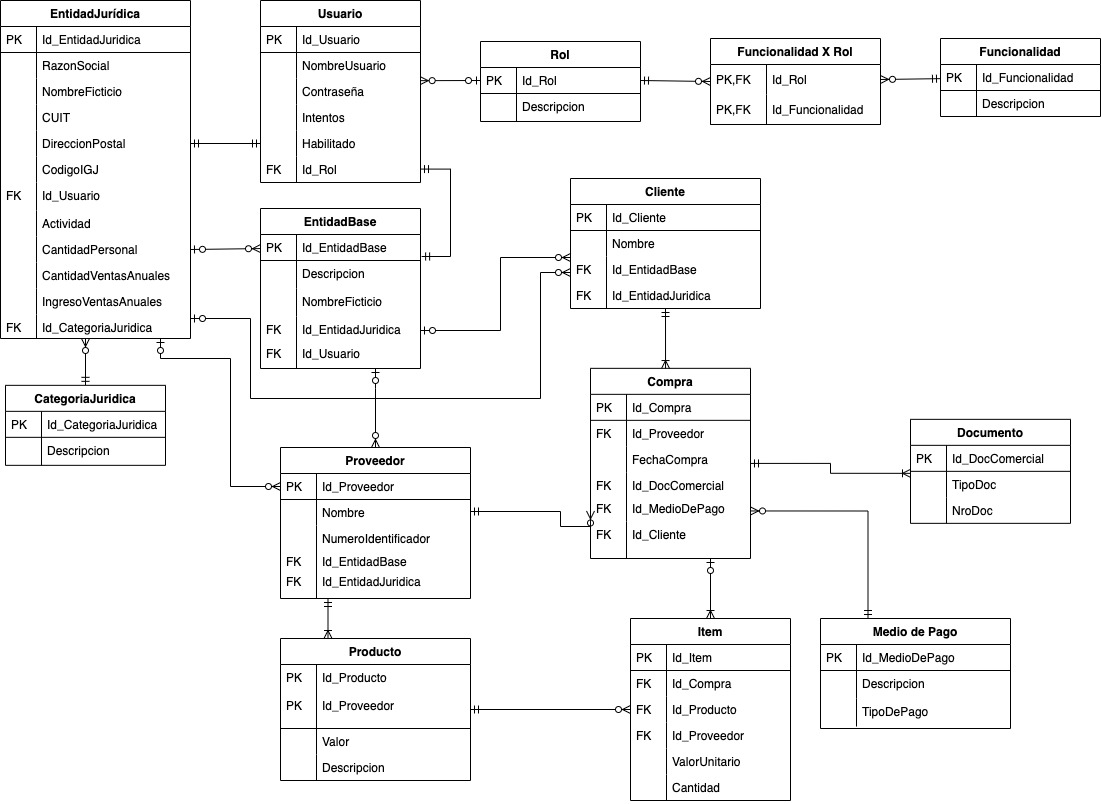 EntidadJurídica
PK Id_EntidadJuridica
RazonSocial
NombreFicticio
CUIT
DireccionPostal
CodigoIGJ
FK Id_Usuario
Actividad
CantidadPersonal
CantidadVentasAnuales
IngresoVentasAnuales
FK Id_CategoriaJuridica
CategoriaJuridica
PK Id_CategoriaJuridica
Descripcion
Usuario
PK Id_Usuario
NombreUsuario
Contraseña
Intentos
Habilitado
FK Id_Rol
EntidadBase
PK Id_EntidadBase
Descripcion
NombreFicticio
FK Id_EntidadJuridica
FK Id_Usuario
Rol
PK Id_Rol
Descripcion
Funcionalidad X Rol
PK,FK Id_Rol
PK,FK Id_Funcionalidad
Funcionalidad
PK Id_Funcionalidad
Descripcion
Cliente
PK Id_Cliente
Nombre
FK Id_EntidadBase
FK Id_EntidadJuridica
Compra
PK Id_Compra
FK Id_Proveedor
FechaCompra
FK Id_DocComercial
FK Id_MedioDePago
FK Id_Cliente
Documento
PK Id_DocComercial
TipoDoc
NroDoc
Proveedor
PK Id_Proveedor
Nombre
NumeroIdentificador
FK Id_EntidadBase
FK Id_EntidadJuridica
Producto
PK Id_Producto
PK Id_Proveedor
Valor
Descripcion
Item
PK Id_Item
FK Id_Compra
FK Id_Producto
FK Id_Proveedor
ValorUnitario
Cantidad
Medio de Pago
PK Id_MedioDePago
Descripcion
TipoDePago